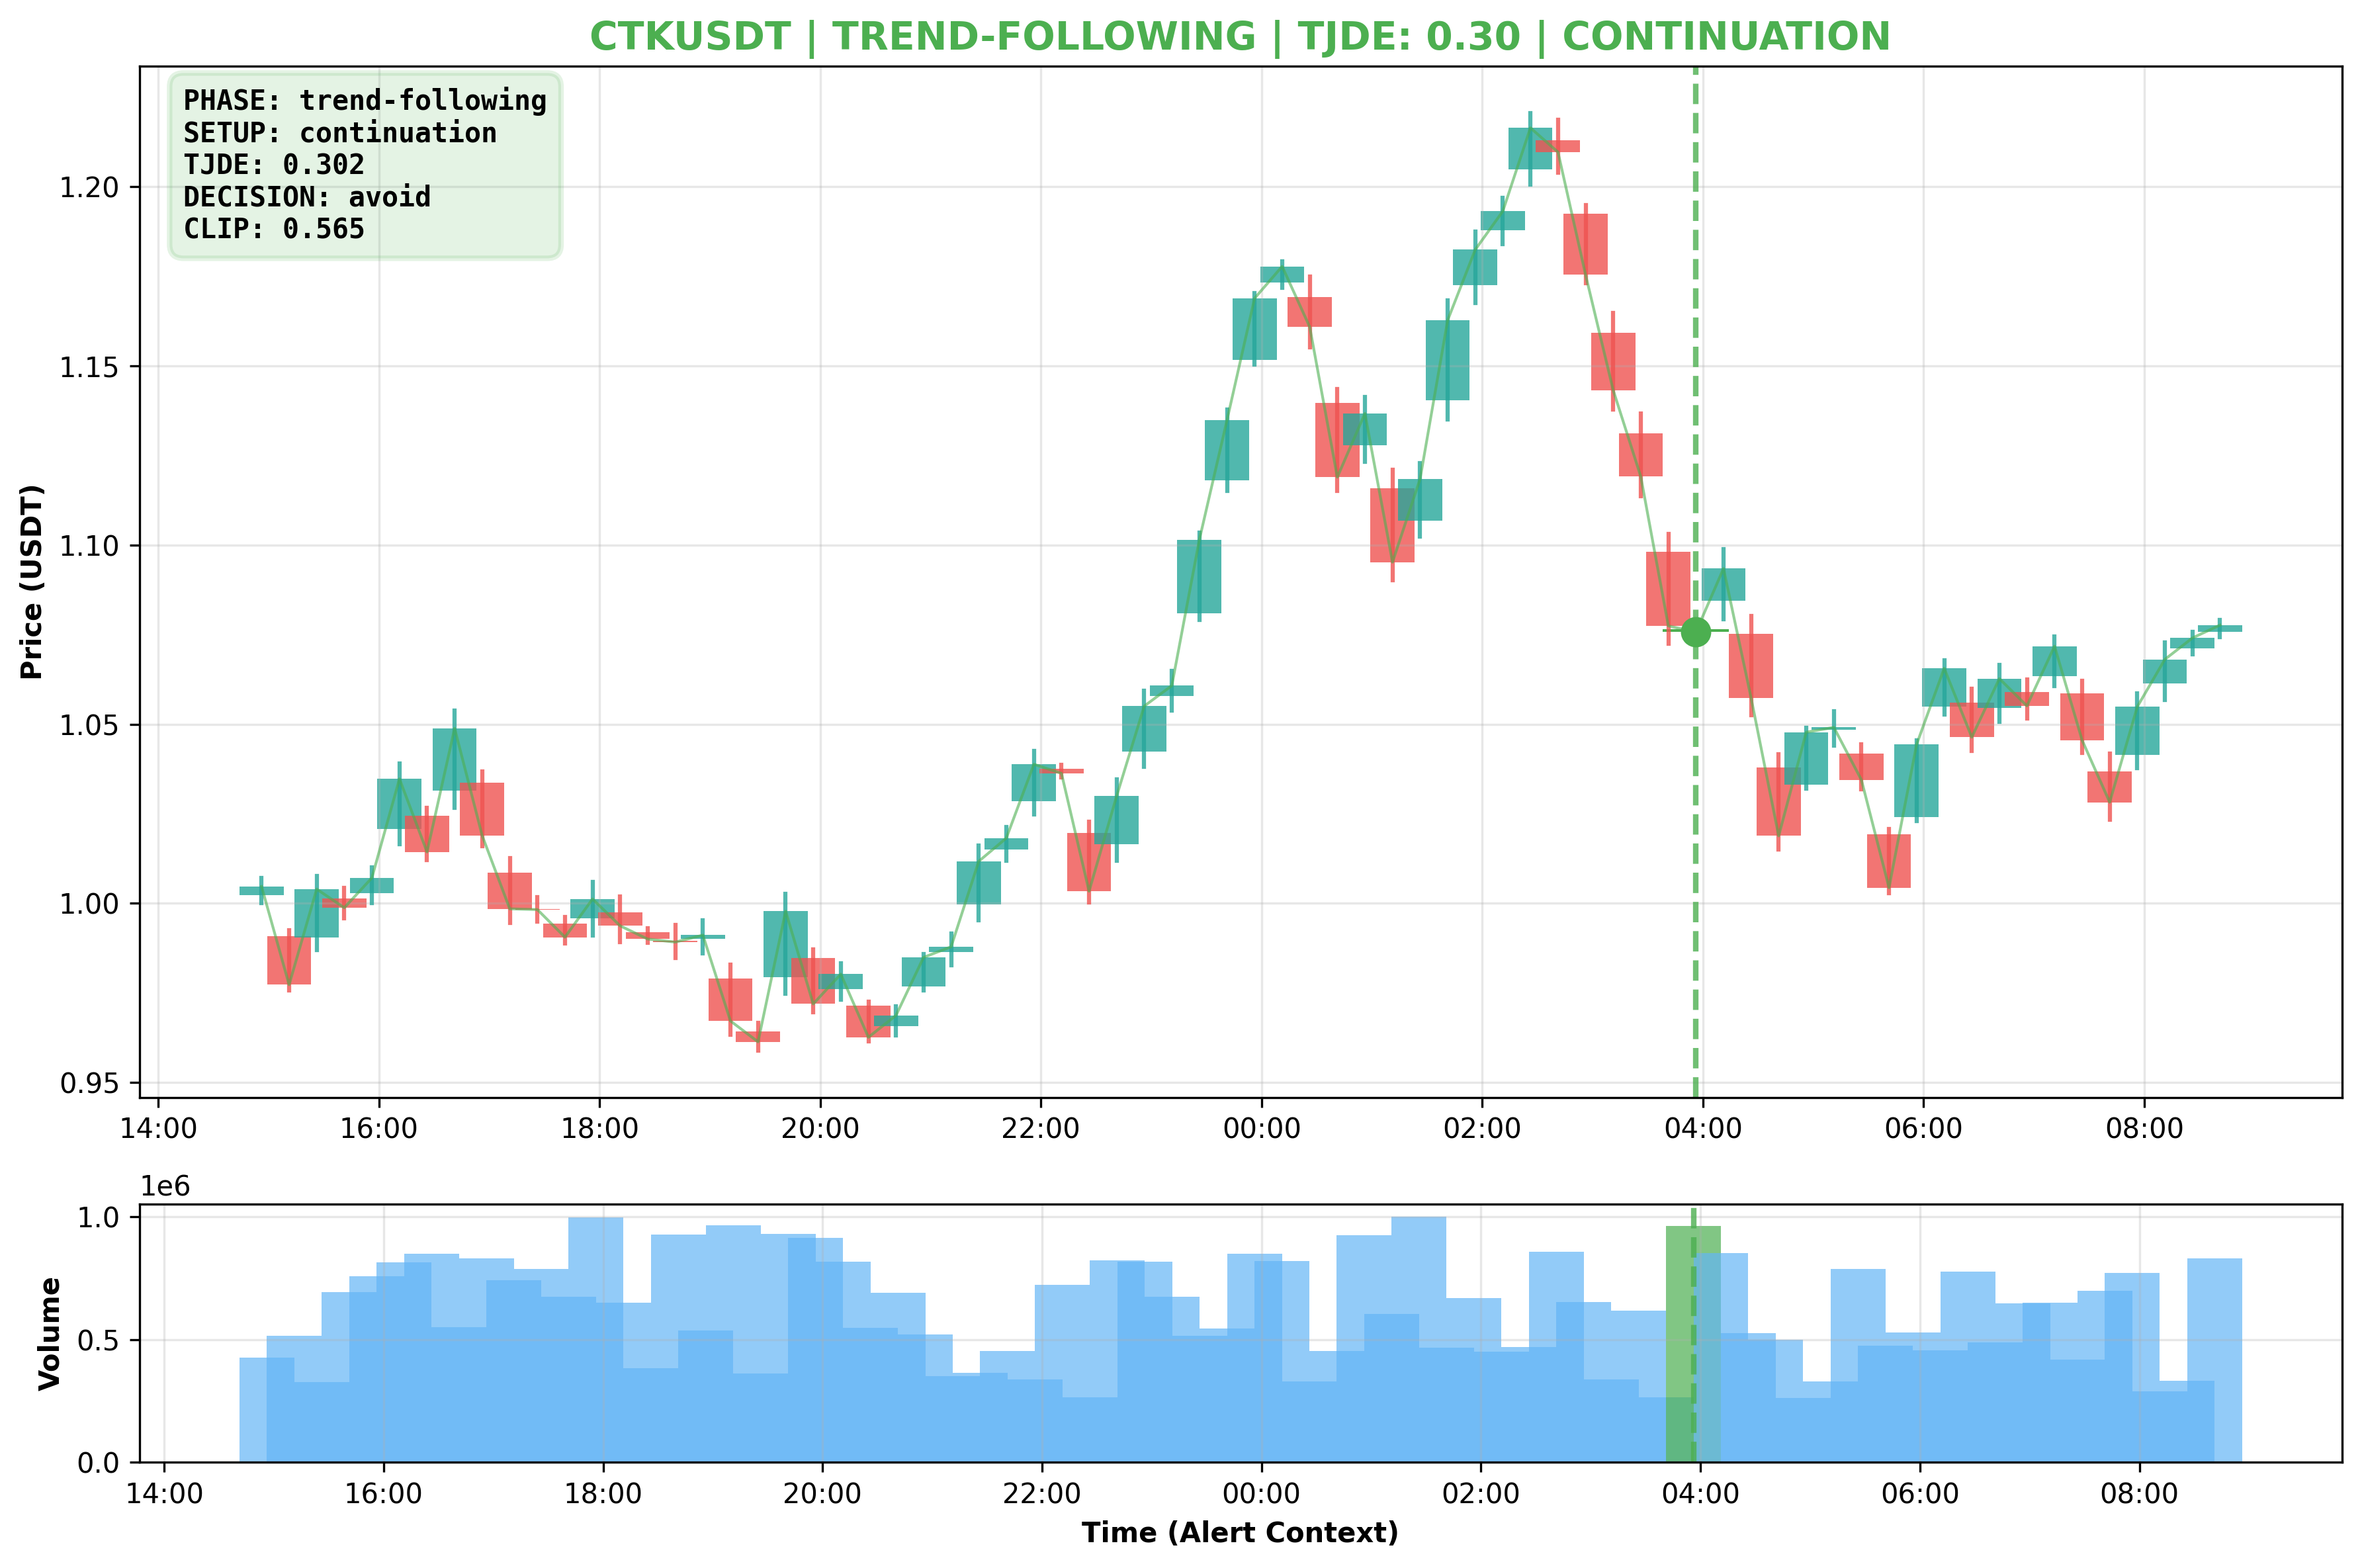 CTKUSDT | TREND-FOLLOWING | TJDE: 0.30 | CONTINUATION
PHASE: trend-following
SETUP: continuation
TJDE: 0.302
DECISION: avoid
CLIP: 0.565
Price (USDT)
1.20
1.15
1.10
1.05
1.00
0.95
14:00 16:00 18:00 20:00 22:00 00:00 02:00 04:00 06:00 08:00
1e6
Volume
1.0
0.5
0.0
14:00 16:00 18:00 20:00 22:00 00:00 02:00 04:00 06:00 08:00
Time (Alert Context)